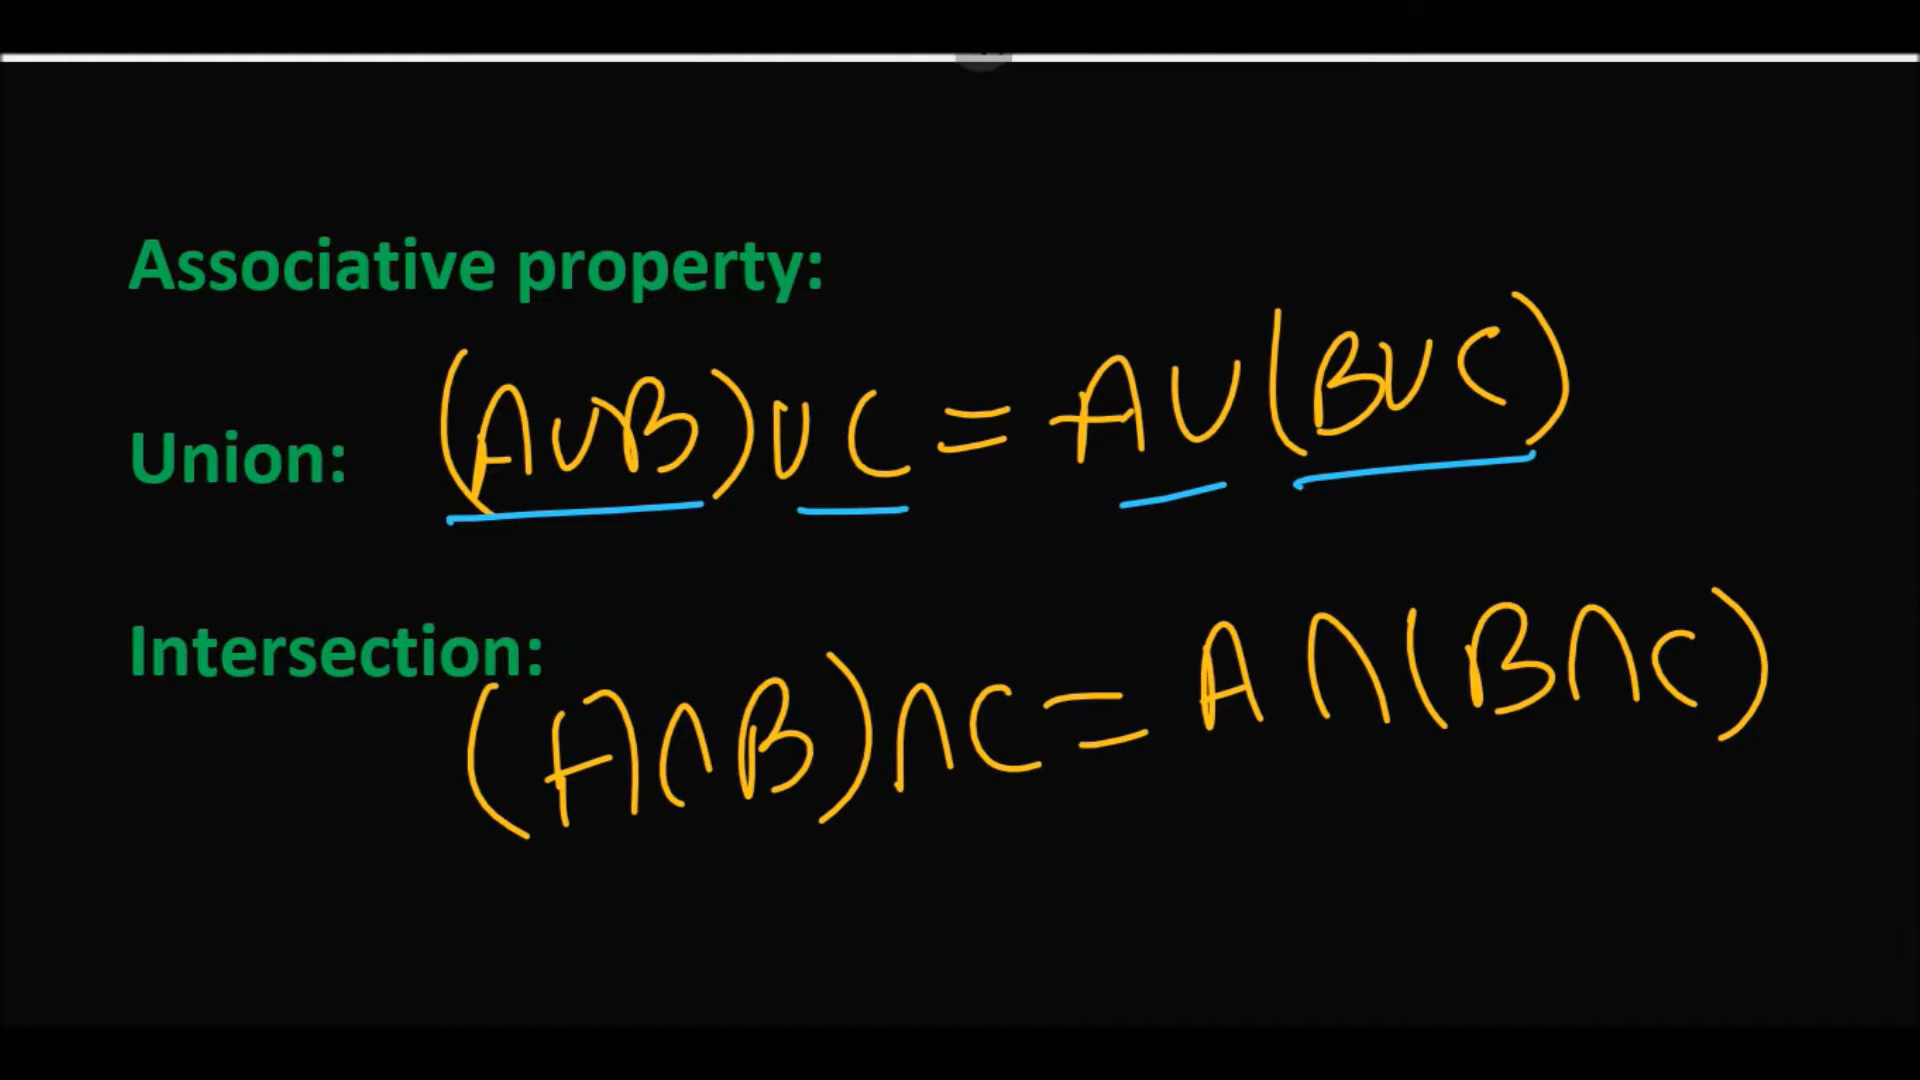 Associative property:
Union: (A∪B)∪C = A∪(B∪C)
Intersection:
(A∩B)∩C = A∩(B∩C)